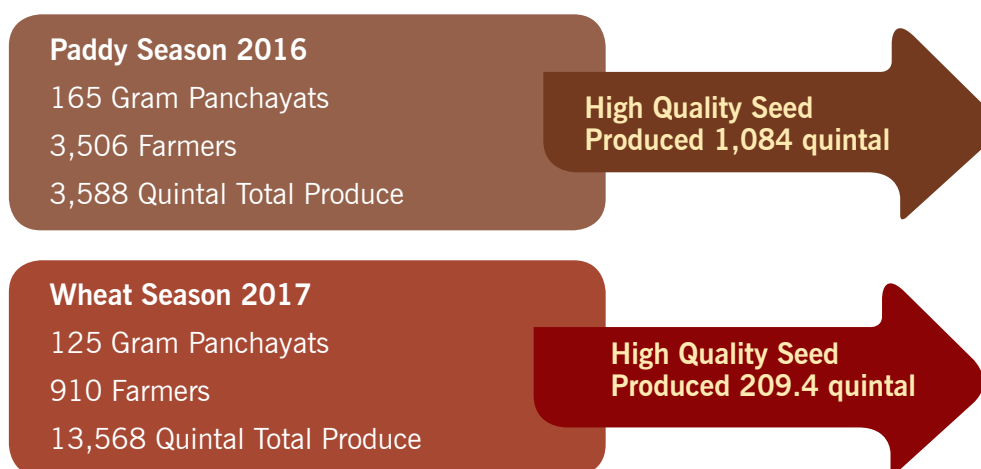 Paddy Season 2016
165 Gram Panchayats
3,506 Farmers
3,588 Quintal Total Produce
High Quality Seed
Produced 1,084 quintal
Wheat Season 2017
125 Gram Panchayats
910 Farmers
13,568 Quintal Total Produce
High Quality Seed
Produced 209.4 quintal